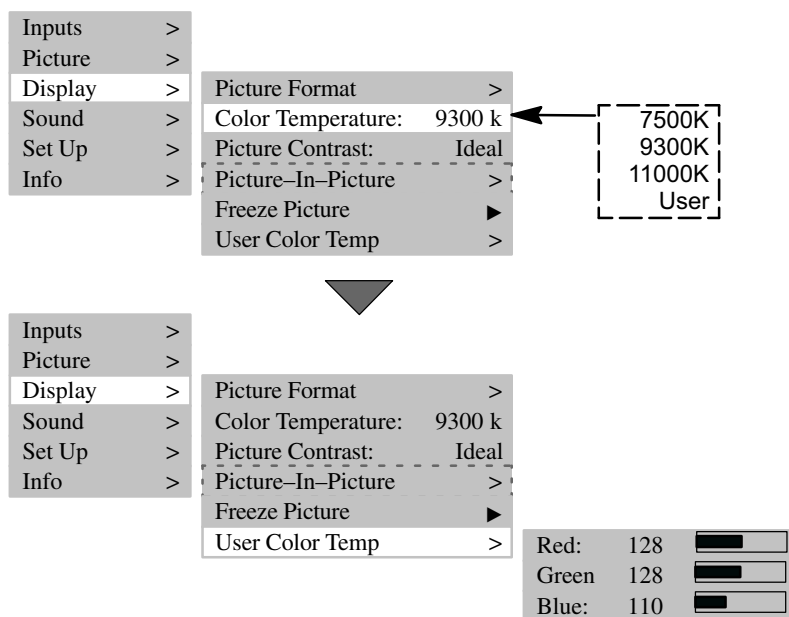 Inputs >
Picture >
Display >
Sound >
Set Up >
Info >
Picture Format >
Color Temperature: 9300 k
Picture Contrast: Ideal
Picture–In–Picture >
Freeze Picture ▶
User Color Temp >
7500K
9300K
11000K
User
Inputs >
Picture >
Display >
Sound >
Set Up >
Info >
Picture Format >
Color Temperature: 9300 k
Picture Contrast: Ideal
Picture–In–Picture >
Freeze Picture ▶
User Color Temp >
Red: 128
Green 128
Blue: 110